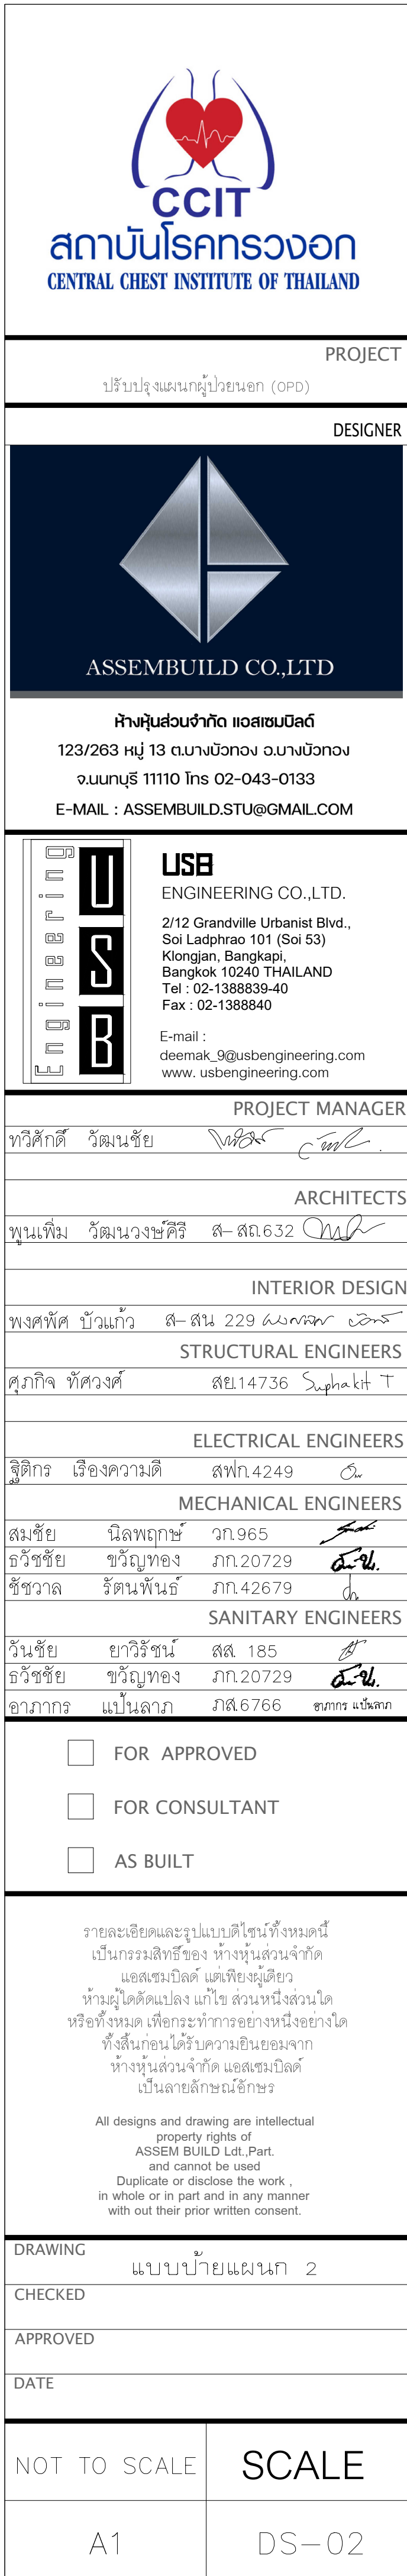 CCIT
สถาบันโรคทรวงอก
CENTRAL CHEST INSTITUTE OF THAILAND
PROJECT
ปรับปรุงแผนกผู้ป่วยนอก (OPD)
DESIGNER
ASSEMBUILD CO.,LTD
ห้างหุ้นส่วนจำกัด แอสเซมบิลด์
123/263 หมู่ 13 ต.บางบัวทอง อ.บางบัวทอง
จ.นนทบุรี 11110 โทร 02-043-0133
E-MAIL : ASSEMBUILD.STU@GMAIL.COM
Engineering
USB
USB
ENGINEERING CO.,LTD.
2/12 Grandville Urbanist Blvd.,
Soi Ladphrao 101 (Soi 53)
Klongjan, Bangkapi,
Bangkok 10240 THAILAND
Tel : 02-1388839-40
Fax : 02-1388840
E-mail :
deemak_9@usbengineering.com
www. usbengineering.com
PROJECT MANAGER
ทวีศักดิ์ วัฒนชัย
ARCHITECTS
พูนเพิ่ม วัฒนวงษ์คีรี ส-สถ.632
INTERIOR DESIGN
พงศพัศ บัวแก้ว ส-สน 229
STRUCTURAL ENGINEERS
ศุภกิจ ทัศวงศ์ สย.14736 Suphakit T
ELECTRICAL ENGINEERS
ฐิติกร เรืองความดี สฟก.4249
MECHANICAL ENGINEERS
สมชัย นิลพฤกษ์ วก.965
ธวัชชัย ขวัญทอง ภก.20729
ชัชวาล รัตนพันธ์ ภก.42679
SANITARY ENGINEERS
วันชัย ยาวิรัชน์ สส. 185
ธวัชชัย ขวัญทอง ภก.20729
อาภากร แป้นลาภ ภส.6766 อาภากร แป้นลาภ
FOR APPROVED
FOR CONSULTANT
AS BUILT
รายละเอียดและรูปแบบดีไซน์ทั้งหมดนี้
เป็นกรรมสิทธิ์ของ ห้างหุ้นส่วนจำกัด
แอสเซมบิลด์ แต่เพียงผู้เดียว
ห้ามผู้ใดดัดแปลง แก้ไข ส่วนหนึ่งส่วนใด
หรือทั้งหมด เพื่อกระทำการอย่างหนึ่งอย่างใด
ทั้งสิ้นก่อนได้รับความยินยอมจาก
ห้างหุ้นส่วนจำกัด แอสเซมบิลด์
เป็นลายลักษณ์อักษร
All designs and drawing are intellectual
property rights of
ASSEM BUILD Ldt.,Part.
and cannot be used
Duplicate or disclose the work ,
in whole or in part and in any manner
with out their prior written consent.
DRAWING
แบบป้ายแผนก 2
CHECKED
APPROVED
DATE
NOT TO SCALE
SCALE
A1
DS-02